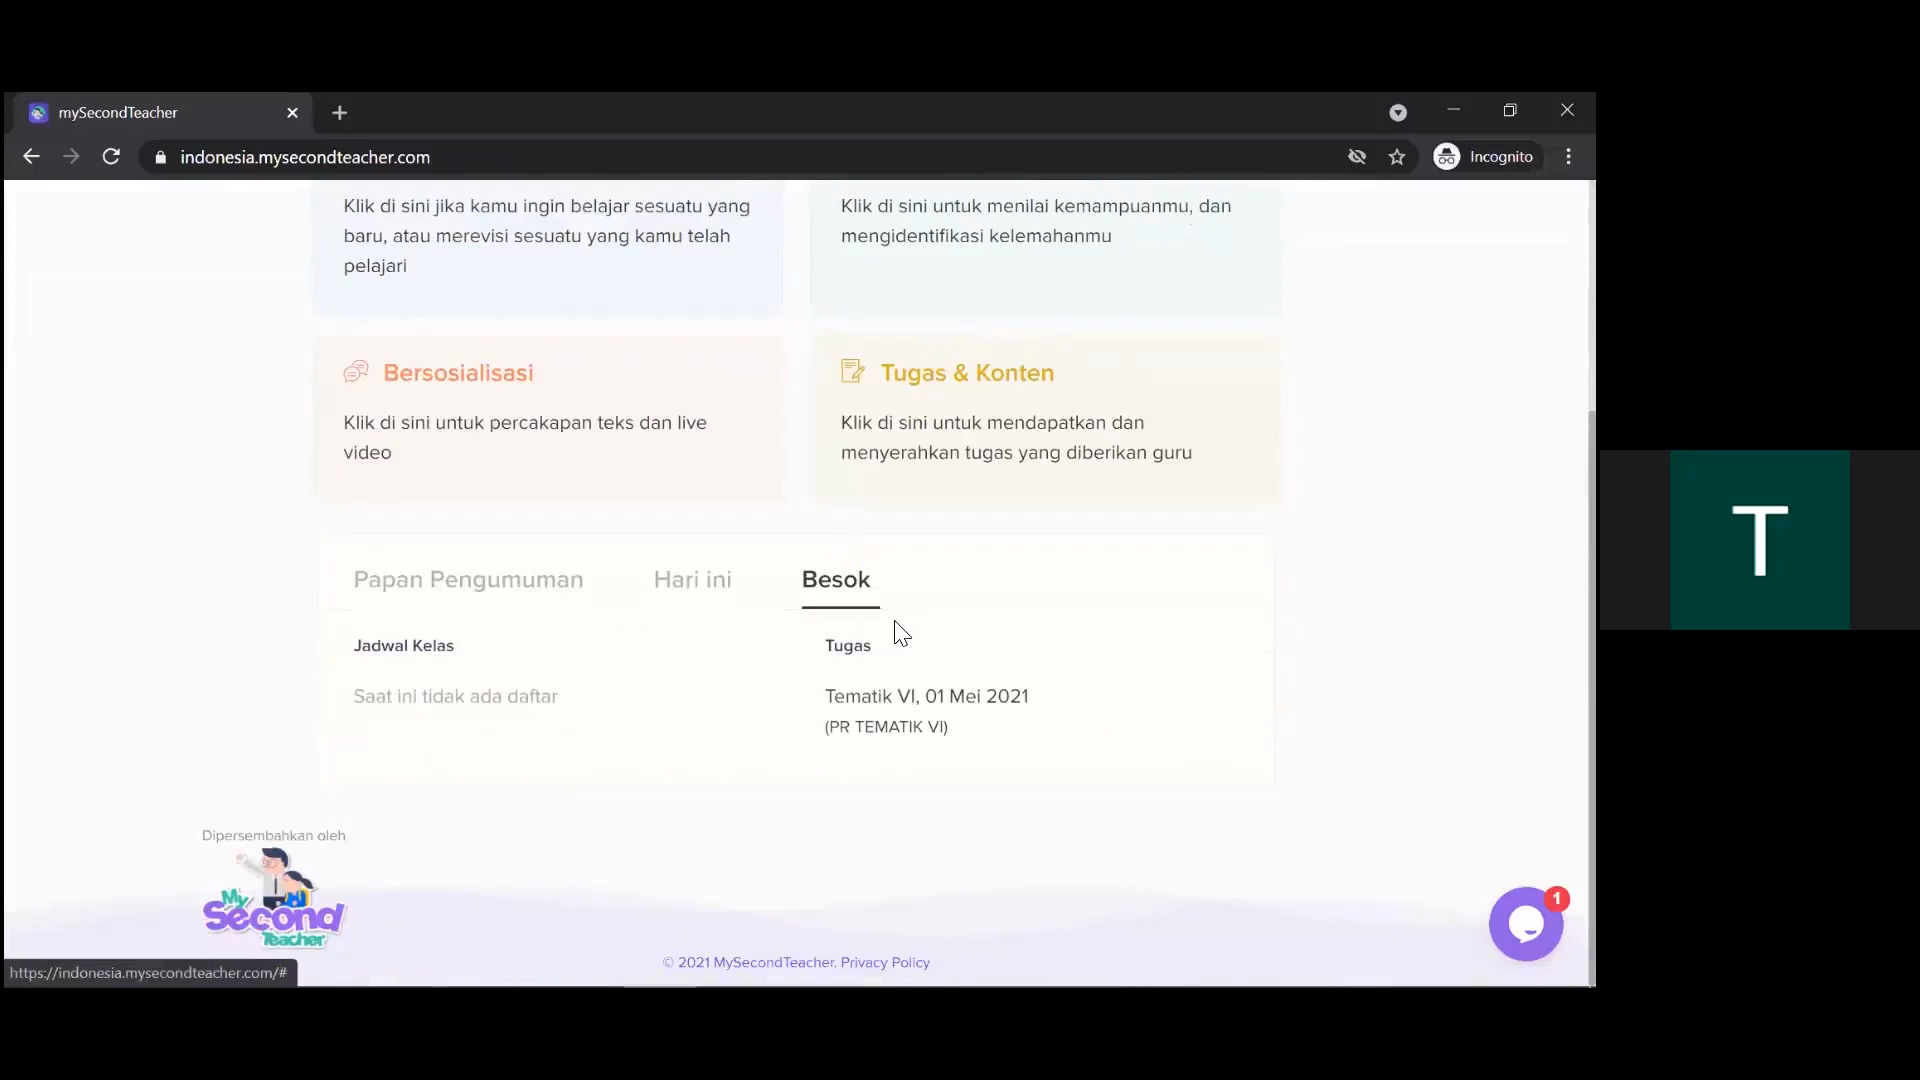 mySecondTeacher
indonesia.mysecondteacher.com
Incognito
Klik di sini jika kamu ingin belajar sesuatu yang
baru, atau merevisi sesuatu yang kamu telah
pelajari
Klik di sini untuk menilai kemampuanmu, dan
mengidentifikasi kelemahanmu
Bersosialisasi
Klik di sini untuk percakapan teks dan live
video
Tugas & Konten
Klik di sini untuk mendapatkan dan
menyerahkan tugas yang diberikan guru
T
Papan Pengumuman
Hari ini
Besok
Jadwal Kelas
Saat ini tidak ada daftar
Tugas
Tematik VI, 01 Mei 2021
(PR TEMATIK VI)
Dipersembahkan oleh
My
Second
Teacher
1
© 2021 MySecondTeacher. Privacy Policy
https://indonesia.mysecondteacher.com/#